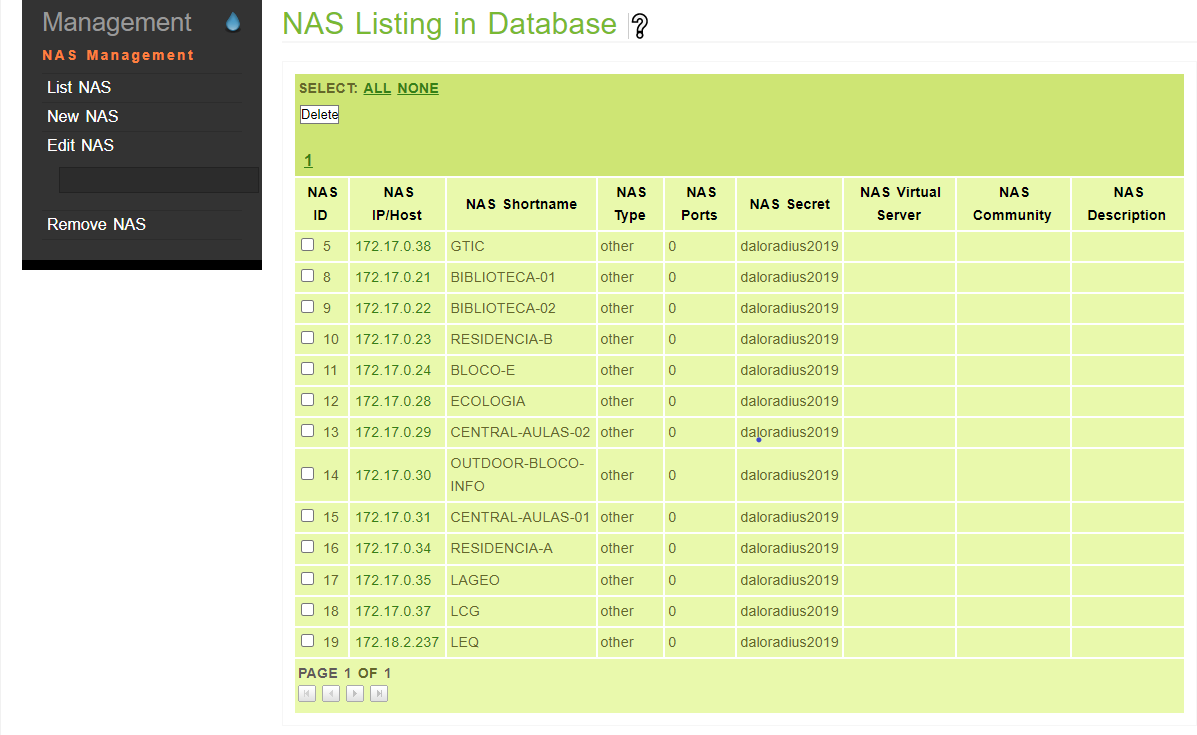 Management
NAS Management
List NAS
New NAS
Edit NAS
Remove NAS
NAS Listing in Database
SELECT: ALL NONE
Delete
1
NAS ID NAS IP/Host NAS Shortname NAS Type NAS Ports NAS Secret NAS Virtual Server NAS Community NAS Description
5 172.17.0.38 GTIC other 0 daloradius2019
8 172.17.0.21 BIBLIOTECA-01 other 0 daloradius2019
9 172.17.0.22 BIBLIOTECA-02 other 0 daloradius2019
10 172.17.0.23 RESIDENCIA-B other 0 daloradius2019
11 172.17.0.24 BLOCO-E other 0 daloradius2019
12 172.17.0.28 ECOLOGIA other 0 daloradius2019
13 172.17.0.29 CENTRAL-AULAS-02 other 0 daloradius2019
14 172.17.0.30 OUTDOOR-BLOCO-INFO other 0 daloradius2019
15 172.17.0.31 CENTRAL-AULAS-01 other 0 daloradius2019
16 172.17.0.34 RESIDENCIA-A other 0 daloradius2019
17 172.17.0.35 LAGEO other 0 daloradius2019
18 172.17.0.37 LCG other 0 daloradius2019
19 172.18.2.237 LEQ other 0 daloradius2019
PAGE 1 OF 1